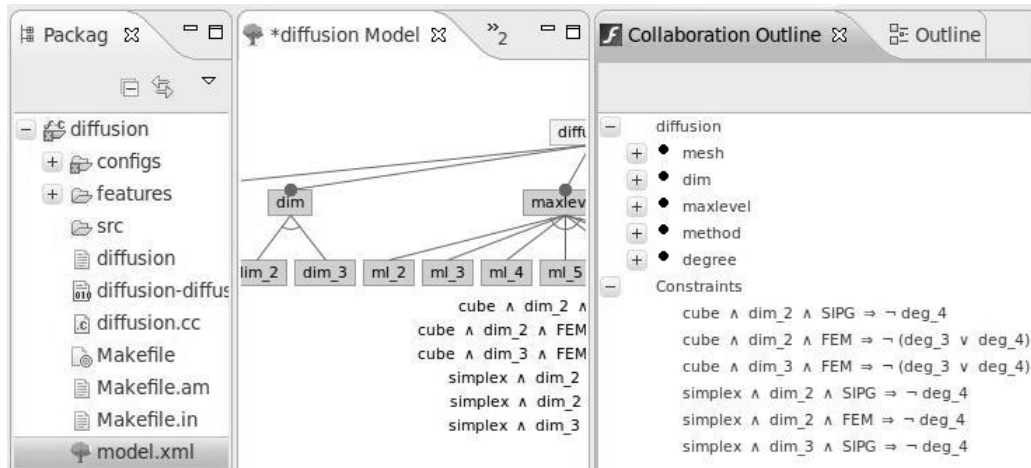 Packag
diffusion
configs
features
src
diffusion
diffusion-diffus
diffusion.cc
Makefile
Makefile.am
Makefile.in
model.xml
*diffusion Model
»2
diffu
dim
maxlev
dim_2
dim_3
ml_2
ml_3
ml_4
ml_5
cube ∧ dim_2 ∧
cube ∧ dim_2 ∧ FEM
cube ∧ dim_3 ∧ FEM
simplex ∧ dim_2
simplex ∧ dim_2
simplex ∧ dim_3
Collaboration Outline
Outline
diffusion
mesh
dim
maxlevel
method
degree
Constraints
cube ∧ dim_2 ∧ SIPG ⇒ ¬ deg_4
cube ∧ dim_2 ∧ FEM ⇒ ¬ (deg_3 ∨ deg_4)
cube ∧ dim_3 ∧ FEM ⇒ ¬ (deg_3 ∨ deg_4)
simplex ∧ dim_2 ∧ SIPG ⇒ ¬ deg_4
simplex ∧ dim_2 ∧ FEM ⇒ ¬ deg_4
simplex ∧ dim_3 ∧ SIPG ⇒ ¬ deg_4